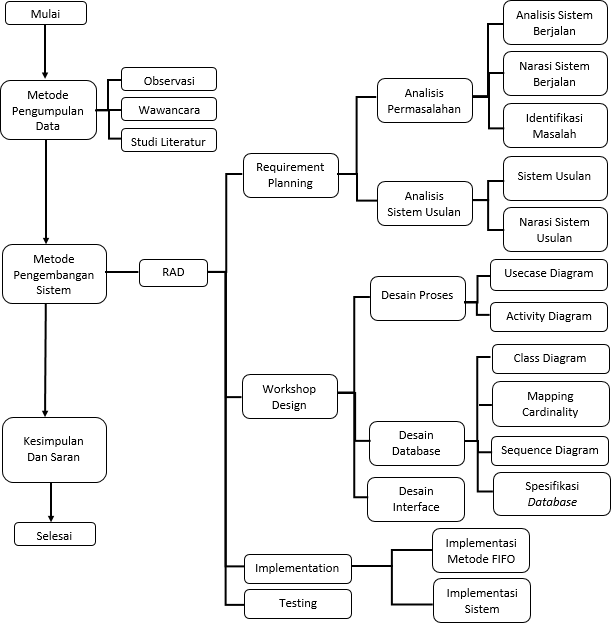 Mulai
Metode
Pengumpulan
Data
Observasi
Wawancara
Studi Literatur
Metode
Pengembangan
Sistem
RAD
Requirement
Planning
Analisis
Permasalahan
Analisis Sistem
Berjalan
Narasi Sistem
Berjalan
Identifikasi
Masalah
Analisis
Sistem Usulan
Sistem Usulan
Narasi Sistem
Usulan
Workshop
Design
Desain Proses
Usecase Diagram
Activity Diagram
Desain
Database
Class Diagram
Mapping
Cardinality
Sequence Diagram
Spesifikasi
Database
Desain
Interface
Implementation
Implementasi
Metode FIFO
Implementasi
Sistem
Testing
Kesimpulan
Dan Saran
Selesai